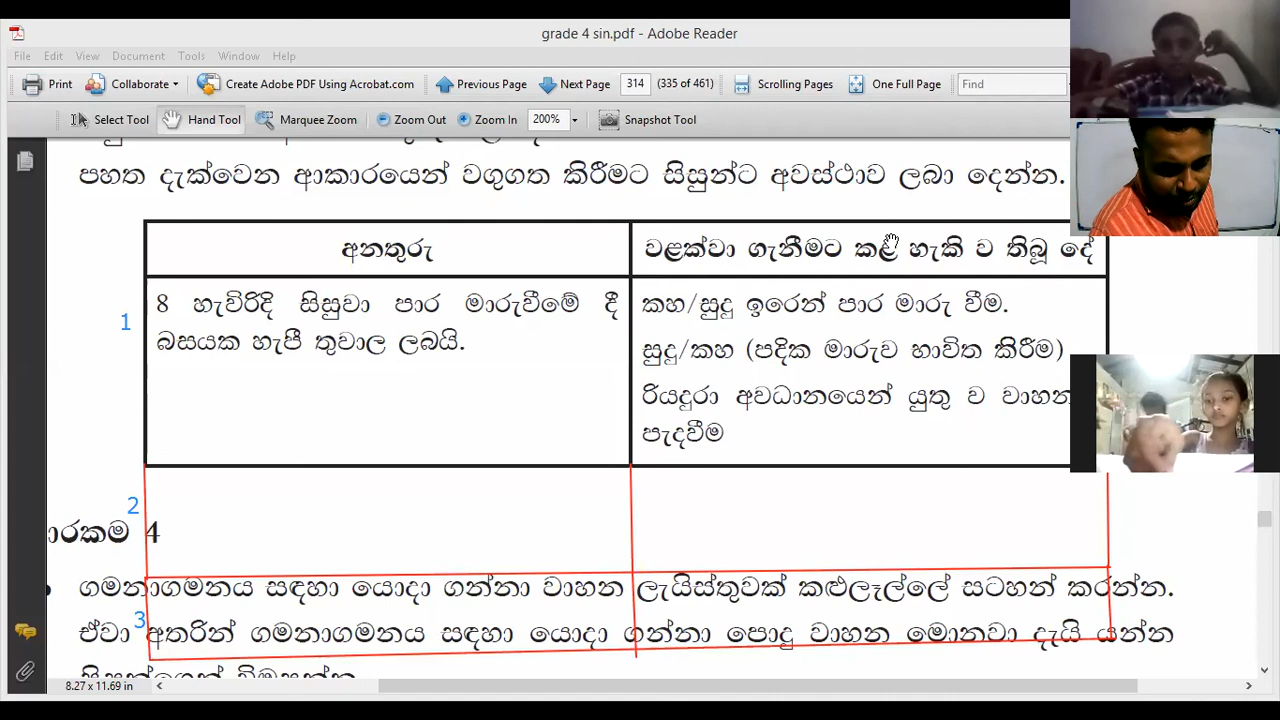 grade 4 sin.pdf - Adobe Reader
File Edit View Document Tools Window Help
Print Collaborate Create Adobe PDF Using Acrobat.com Previous Page Next Page 314 (335 of 461) Scrolling Pages One Full Page Find
Select Tool Hand Tool Marquee Zoom Zoom Out Zoom In 200% Snapshot Tool
පහත දැක්වෙන ආකාරයෙන් වගුගත කිරීමට සිසුන්ට අවස්ථාව ලබා දෙන්න.
අනතුරු වළක්වා ගැනීමට කළ හැකි ව තිබූ දේ
1 8 හැවිරිදි සිසුවා පාර මාරුවීමේ දී කහ/සුදු ඉරෙන් පාර මාරු වීම.
බසයක හැපී තුවාල ලබයි. සුදු/කහ (පදික මාරුව භාවිත කිරීම)
රියදුරා අවධානයෙන් යුතු ව වාහන
පැදවීම
2
4
ගමනාගමනය සඳහා යොදා ගන්නා වාහන ලැයිස්තුවක් කළුලෑල්ලේ සටහන් කරන්න.
3 ඒවා අතරින් ගමනාගමනය සඳහා යොදා ගන්නා පොදු වාහන මොනවා දැයි යන්න
8.27 x 11.69 in